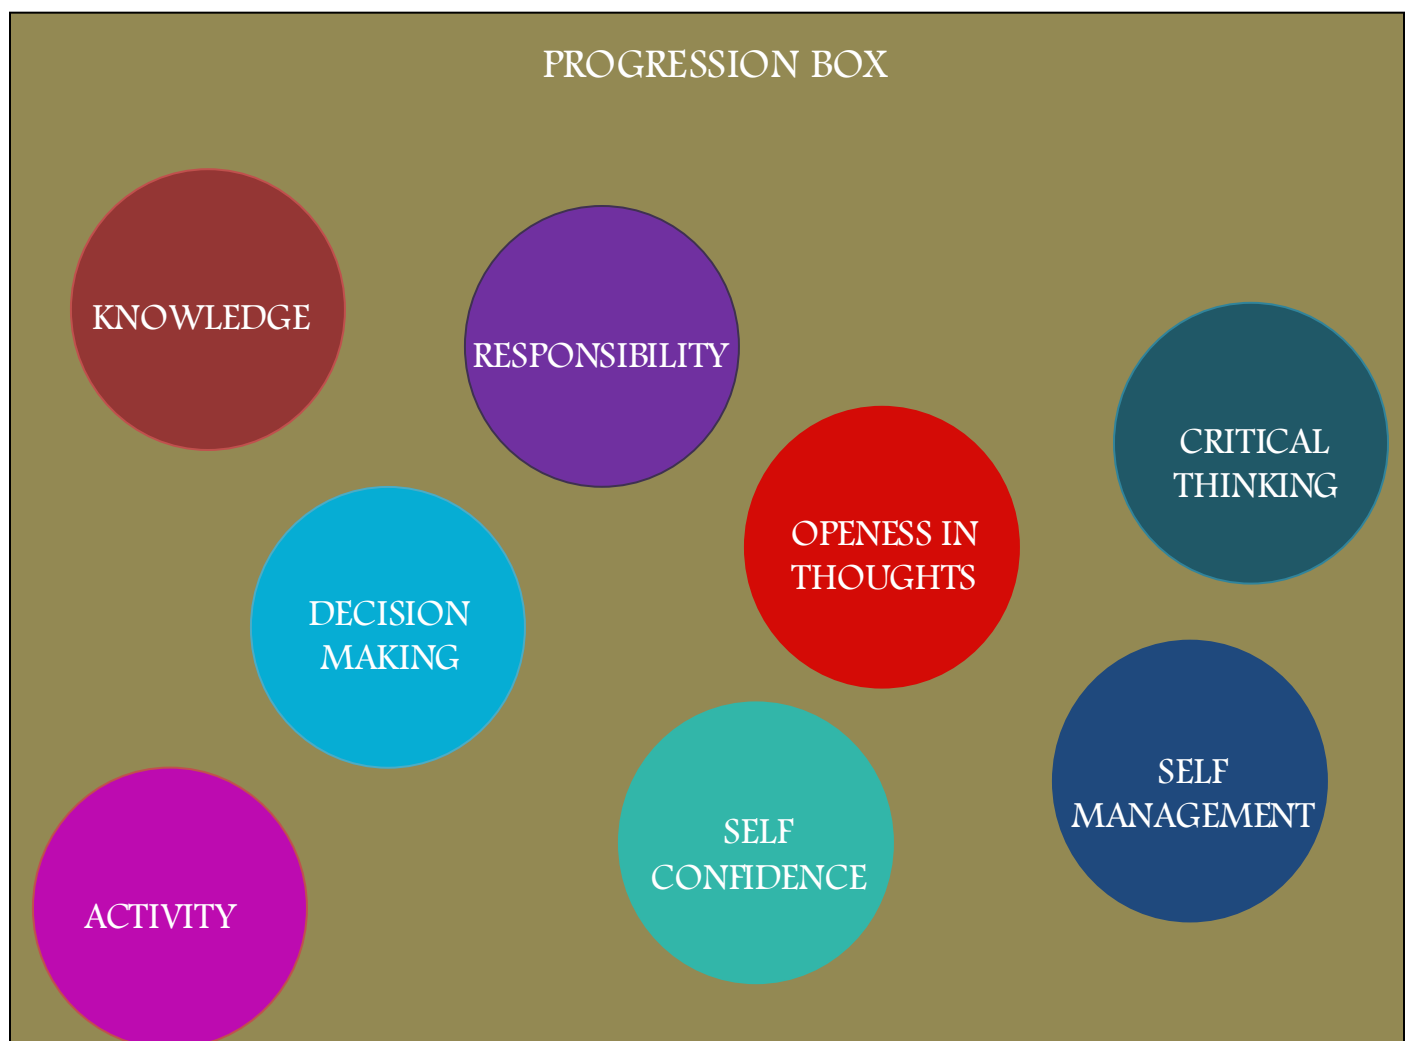 PROGRESSION BOX
KNOWLEDGE
RESPONSIBILITY
CRITICAL
THINKING
OPENESS IN
THOUGHTS
DECISION
MAKING
SELF
MANAGEMENT
SELF
CONFIDENCE
ACTIVITY